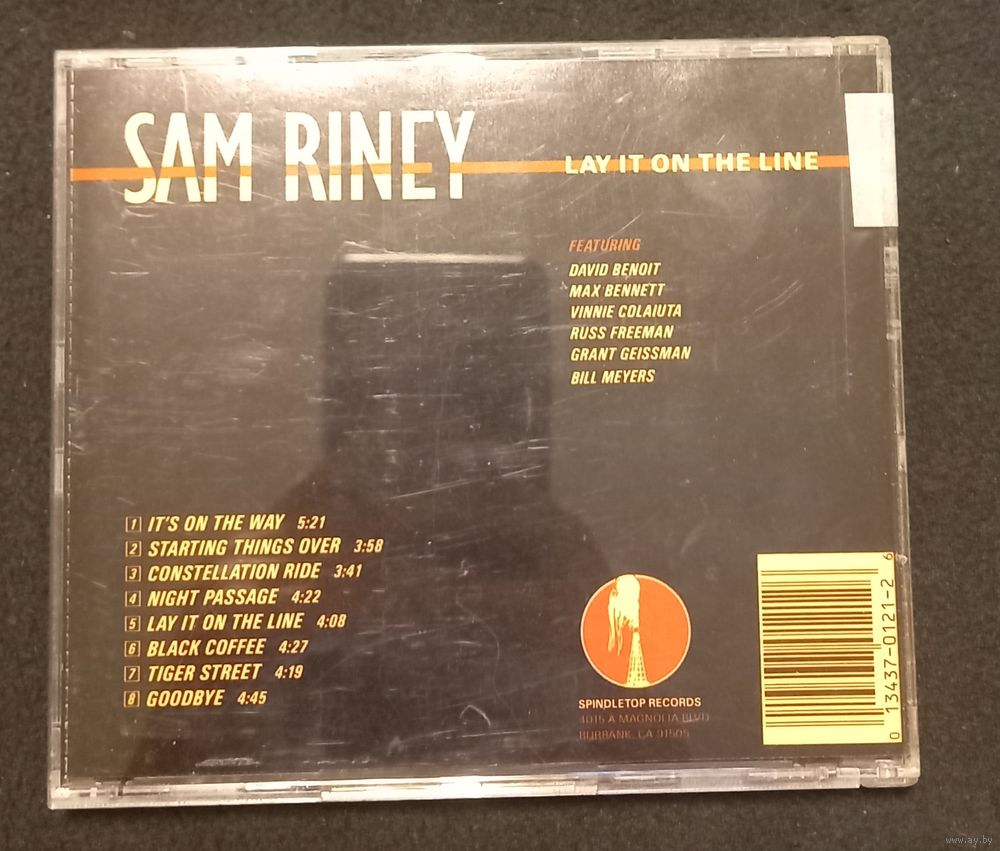 SAM RINEY
LAY IT ON THE LINE
FEATURING
DAVID BENOIT
MAX BENNETT
VINNIE COLAIUTA
RUSS FREEMAN
GRANT GEISSMAN
BILL MEYERS
1 IT'S ON THE WAY 5:21
2 STARTING THINGS OVER 3:58
3 CONSTELLATION RIDE 3:41
4 NIGHT PASSAGE 4:22
5 LAY IT ON THE LINE 4:08
6 BLACK COFFEE 4:27
7 TIGER STREET 4:19
8 GOODBYE 4:45
SPINDLETOP RECORDS
4015 A MAGNOLIA BLVD
BURBANK, CA 91505
0 13437-0121-2 6
www.ay.by